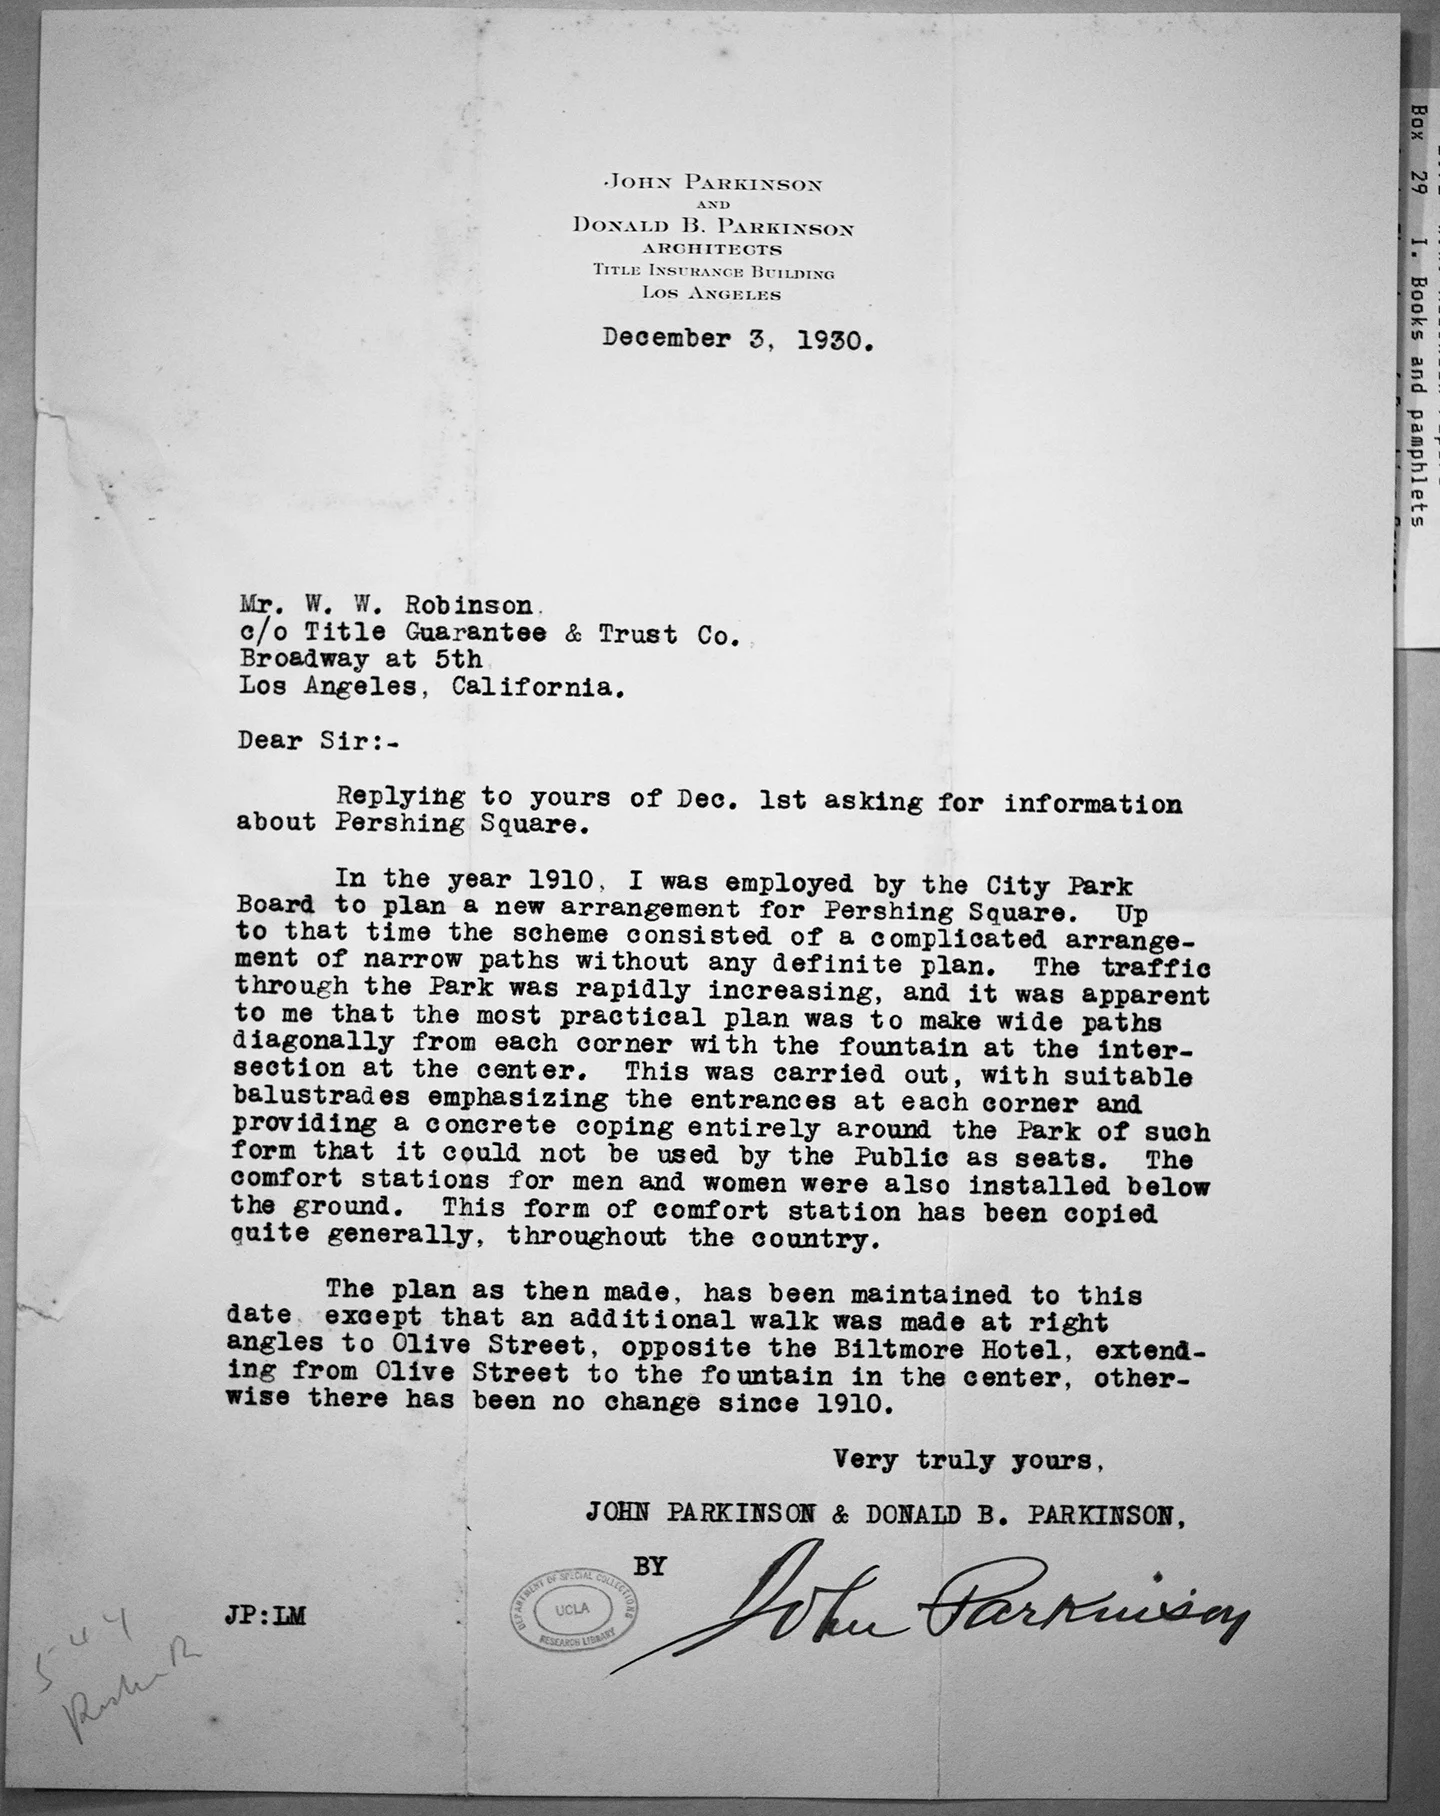 John Parkinson
and
Donald B. Parkinson
Architects
Title Insurance Building
Los Angeles
December 3, 1930.
Mr. W. W. Robinson,
c/o Title Guarantee & Trust Co.,
Broadway at 5th
Los Angeles, California.
Dear Sir:-
Replying to yours of Dec. 1st asking for information
about Pershing Square.
In the year 1910, I was employed by the City Park
Board to plan a new arrangement for Pershing Square. Up
to that time the scheme consisted of a complicated arrange-
ment of narrow paths without any definite plan. The traffic
through the Park was rapidly increasing, and it was apparent
to me that the most practical plan was to make wide paths
diagonally from each corner with the fountain at the inter-
section at the center. This was carried out, with suitable
balustrades emphasizing the entrances at each corner and
providing a concrete coping entirely around the Park of such
form that it could not be used by the Public as seats. The
comfort stations for men and women were also installed below
the ground. This form of comfort station has been copied
quite generally, throughout the country.
The plan as then made, has been maintained to this
date, except that an additional walk was made at right
angles to Olive Street, opposite the Biltmore Hotel, extend-
ing from Olive Street to the fountain in the center, other-
wise there has been no change since 1910.
Very truly yours,
JOHN PARKINSON & DONALD B. PARKINSON,
BY John Parkinson
JP:LM
DEPARTMENT OF SPECIAL COLLECTIONS
UCLA
RESEARCH LIBRARY
544
Box 29 I. Books and pamphlets